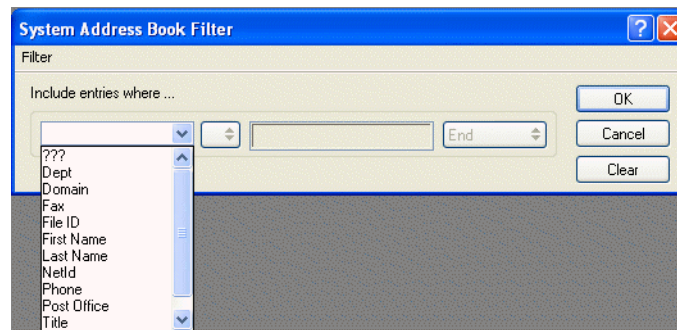 System Address Book Filter
Filter
Include entries where ...
End
OK
Cancel
Clear
???
Dept
Domain
Fax
File ID
First Name
Last Name
NetId
Phone
Post Office
Title